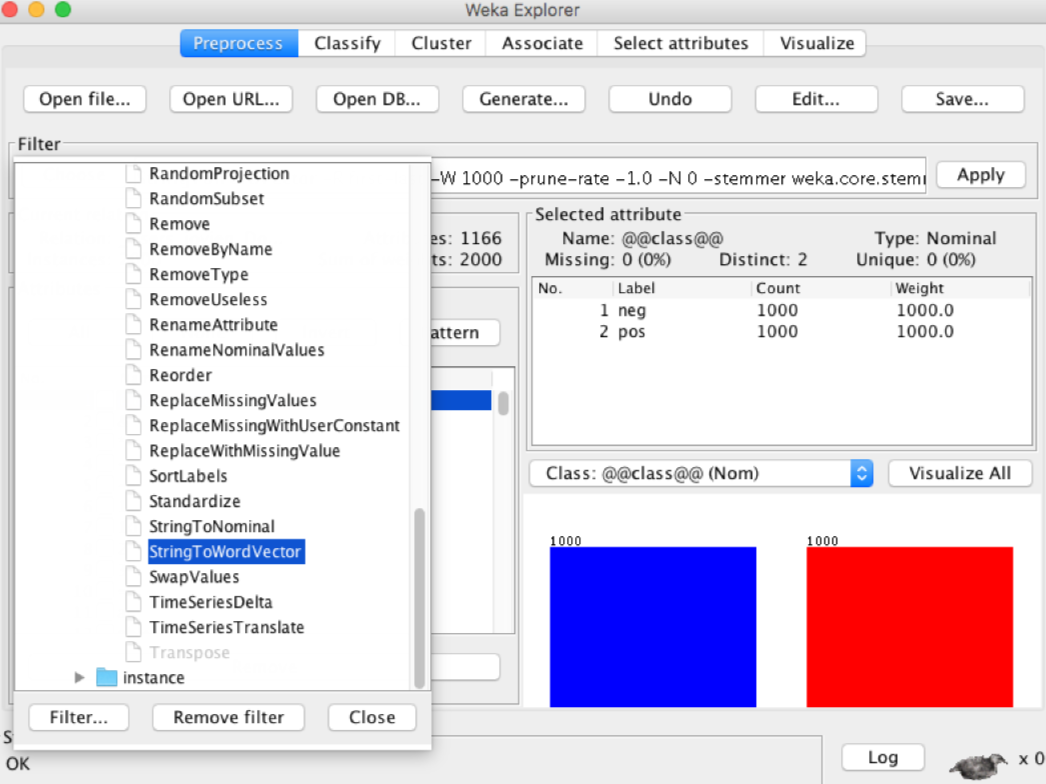 Weka Explorer
Preprocess Classify Cluster Associate Select attributes Visualize
Open file... Open URL... Open DB... Generate... Undo Edit... Save...
Filter
-W 1000 -prune-rate -1.0 -N 0 -stemmer weka.core.stem
Apply
RandomProjection
RandomSubset
Remove
RemoveByName
RemoveType
RemoveUseless
RenameAttribute
RenameNominalValues
Reorder
ReplaceMissingValues
ReplaceMissingWithUserConstant
ReplaceWithMissingValue
SortLabels
Standardize
StringToNominal
StringToWordVector
SwapValues
TimeSeriesDelta
TimeSeriesTranslate
Transpose
instance
Filter... Remove filter Close
es: 1166
ts: 2000
attern
Selected attribute
Name: @@class@@ Type: Nominal
Missing: 0 (0%) Distinct: 2 Unique: 0 (0%)
No. Label Count Weight
1 neg 1000 1000.0
2 pos 1000 1000.0
Class: @@class@@ (Nom) Visualize All
1000 1000
S
OK
Log x 0